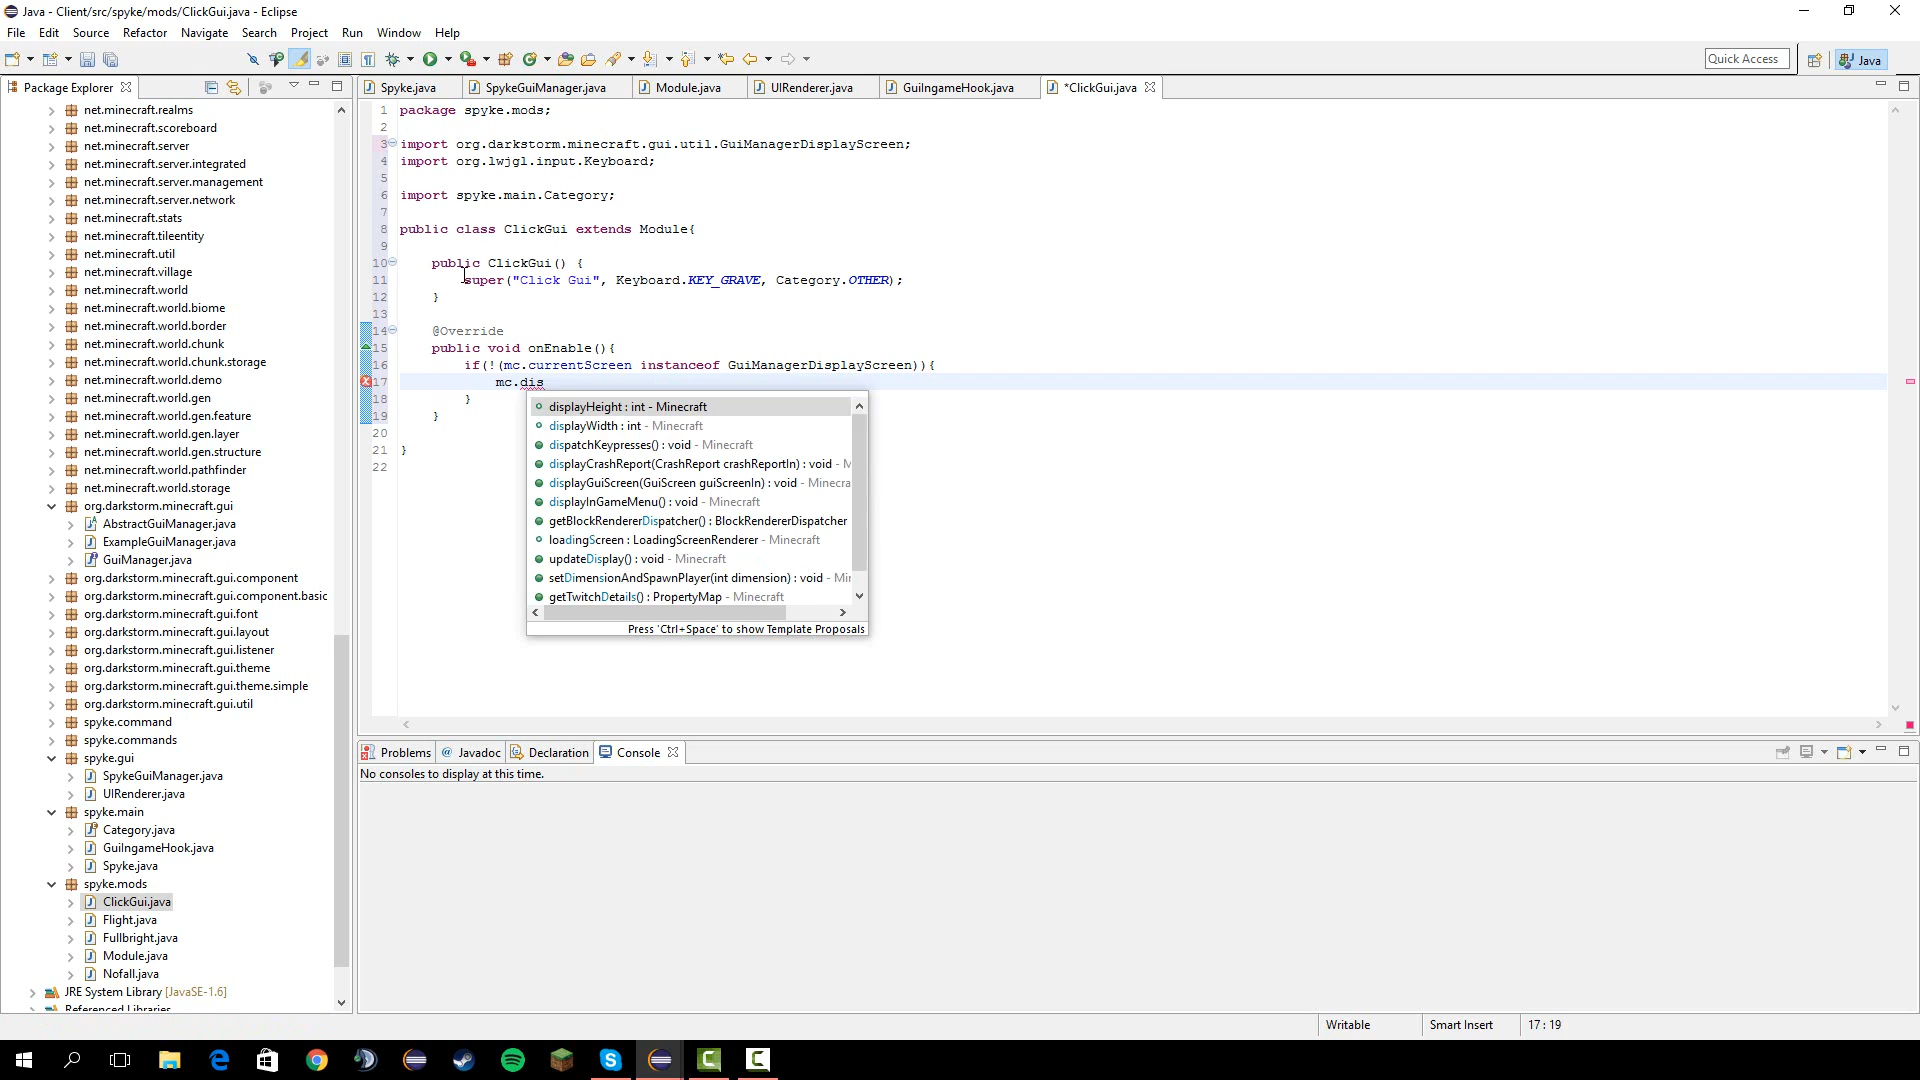 Java - Client/src/spyke/mods/ClickGui.java - Eclipse
File Edit Source Refactor Navigate Search Project Run Window Help
Quick Access
Java
Package Explorer
net.minecraft.realms
net.minecraft.scoreboard
net.minecraft.server
net.minecraft.server.integrated
net.minecraft.server.management
net.minecraft.server.network
net.minecraft.stats
net.minecraft.tileentity
net.minecraft.util
net.minecraft.village
net.minecraft.world
net.minecraft.world.biome
net.minecraft.world.border
net.minecraft.world.chunk
net.minecraft.world.chunk.storage
net.minecraft.world.demo
net.minecraft.world.gen
net.minecraft.world.gen.feature
net.minecraft.world.gen.layer
net.minecraft.world.gen.structure
net.minecraft.world.pathfinder
net.minecraft.world.storage
org.darkstorm.minecraft.gui
AbstractGuiManager.java
ExampleGuiManager.java
GuiManager.java
org.darkstorm.minecraft.gui.component
org.darkstorm.minecraft.gui.component.basic
org.darkstorm.minecraft.gui.font
org.darkstorm.minecraft.gui.layout
org.darkstorm.minecraft.gui.listener
org.darkstorm.minecraft.gui.theme
org.darkstorm.minecraft.gui.theme.simple
org.darkstorm.minecraft.gui.util
spyke.command
spyke.commands
spyke.gui
SpykeGuiManager.java
UIRenderer.java
spyke.main
Category.java
GuiIngameHook.java
Spyke.java
spyke.mods
ClickGui.java
Flight.java
Fullbright.java
Module.java
Nofall.java
JRE System Library [JavaSE-1.6]
Referenced Libraries
Spyke.java SpykeGuiManager.java Module.java UIRenderer.java GuiIngameHook.java *ClickGui.java
1 package spyke.mods;
2
3 import org.darkstorm.minecraft.gui.util.GuiManagerDisplayScreen;
4 import org.lwjgl.input.Keyboard;
5
6 import spyke.main.Category;
7
8 public class ClickGui extends Module{
9
10 public ClickGui() {
11 super("Click Gui", Keyboard.KEY_GRAVE, Category.OTHER);
12 }
13
14 @Override
15 public void onEnable(){
16 if(!(mc.currentScreen instanceof GuiManagerDisplayScreen)){
17 mc.dis
18 }
19 }
20
21 }
22
displayHeight : int - Minecraft
displayWidth : int - Minecraft
dispatchKeypresses() : void - Minecraft
displayCrashReport(CrashReport crashReportIn) : void - M
displayGuiScreen(GuiScreen guiScreenIn) : void - Minecra
displayInGameMenu() : void - Minecraft
getBlockRendererDispatcher() : BlockRendererDispatcher
loadingScreen : LoadingScreenRenderer - Minecraft
updateDisplay() : void - Minecraft
setDimensionAndSpawnPlayer(int dimension) : void - Mi
getTwitchDetails() : PropertyMap - Minecraft
Press 'Ctrl+Space' to show Template Proposals
Problems @ Javadoc Declaration Console
No consoles to display at this time.
Writable Smart Insert 17 : 19